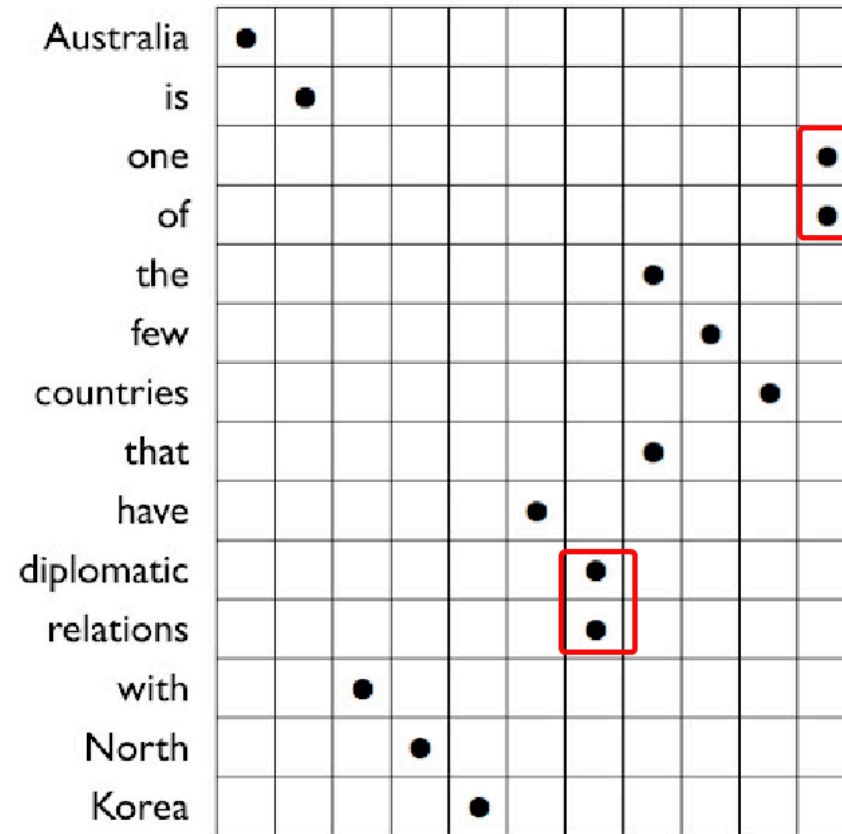 Australia
is
one
of
the
few
countries
that
have
diplomatic
relations
with
North
Korea